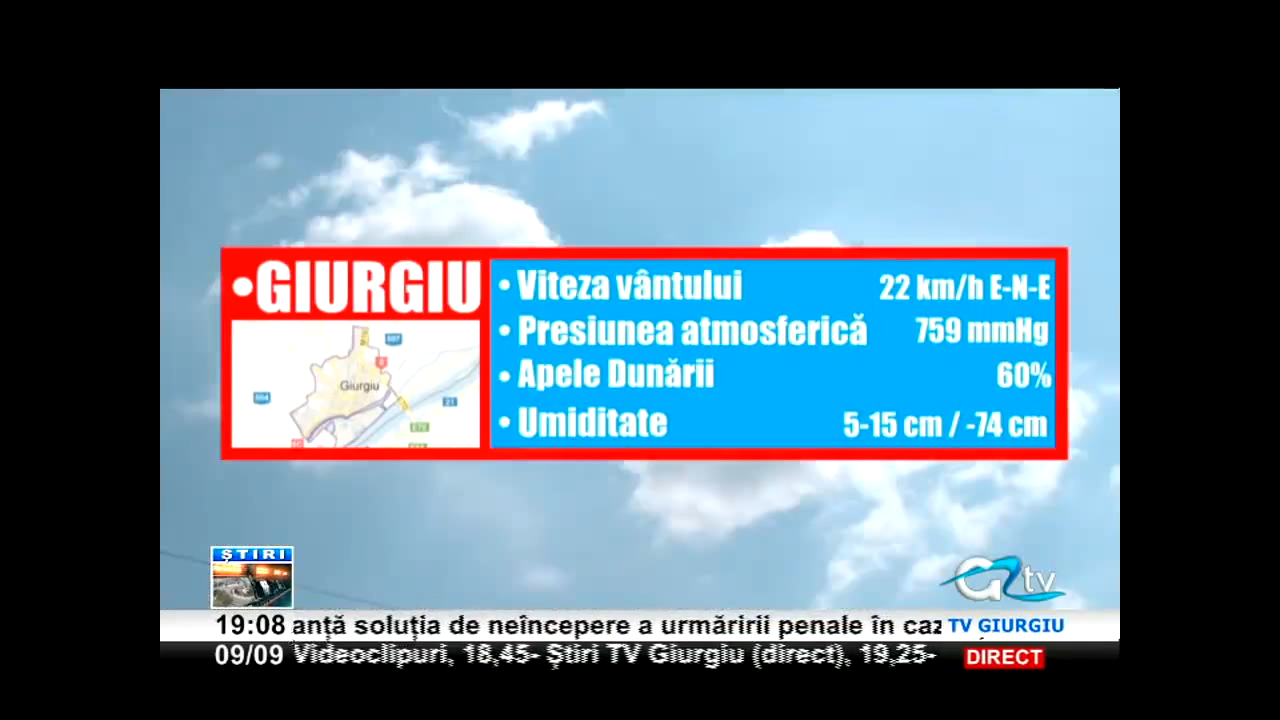 •GIURGIU
• Viteza vântului 22 km/h E-N-E
• Presiunea atmosferică 759 mmHg
• Apele Dunării 60%
• Umiditate 5-15 cm / -74 cm
Giurgiu
ȘTIRI
tv
19:08 anță soluția de neîncepere a urmăririi penale în caz TV GIURGIU
09/09 Videoclipuri, 18,45- Știri TV Giurgiu (direct), 19,25- DIRECT